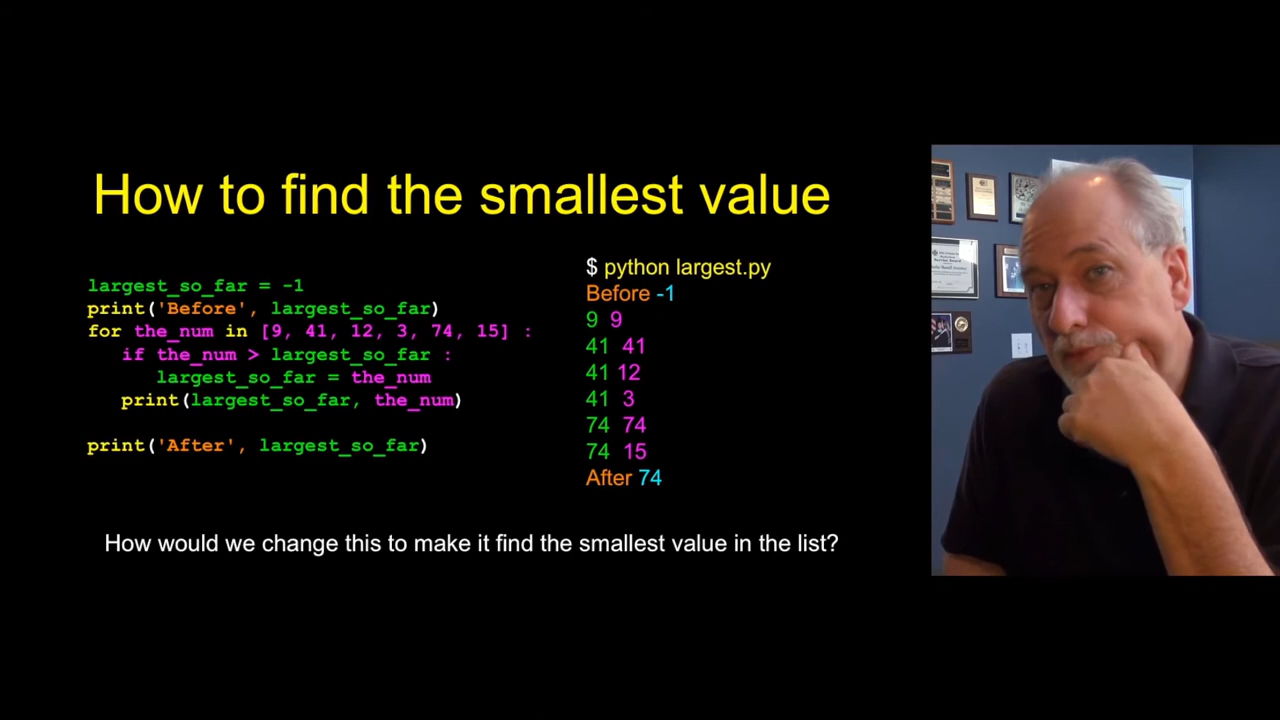 How to find the smallest value
largest_so_far = -1
print('Before', largest_so_far)
for the_num in [9, 41, 12, 3, 74, 15] :
   if the_num > largest_so_far :
      largest_so_far = the_num
   print(largest_so_far, the_num)
print('After', largest_so_far)
$ python largest.py
Before -1
9 9
41 41
41 12
41 3
74 74
74 15
After 74
How would we change this to make it find the smallest value in the list?